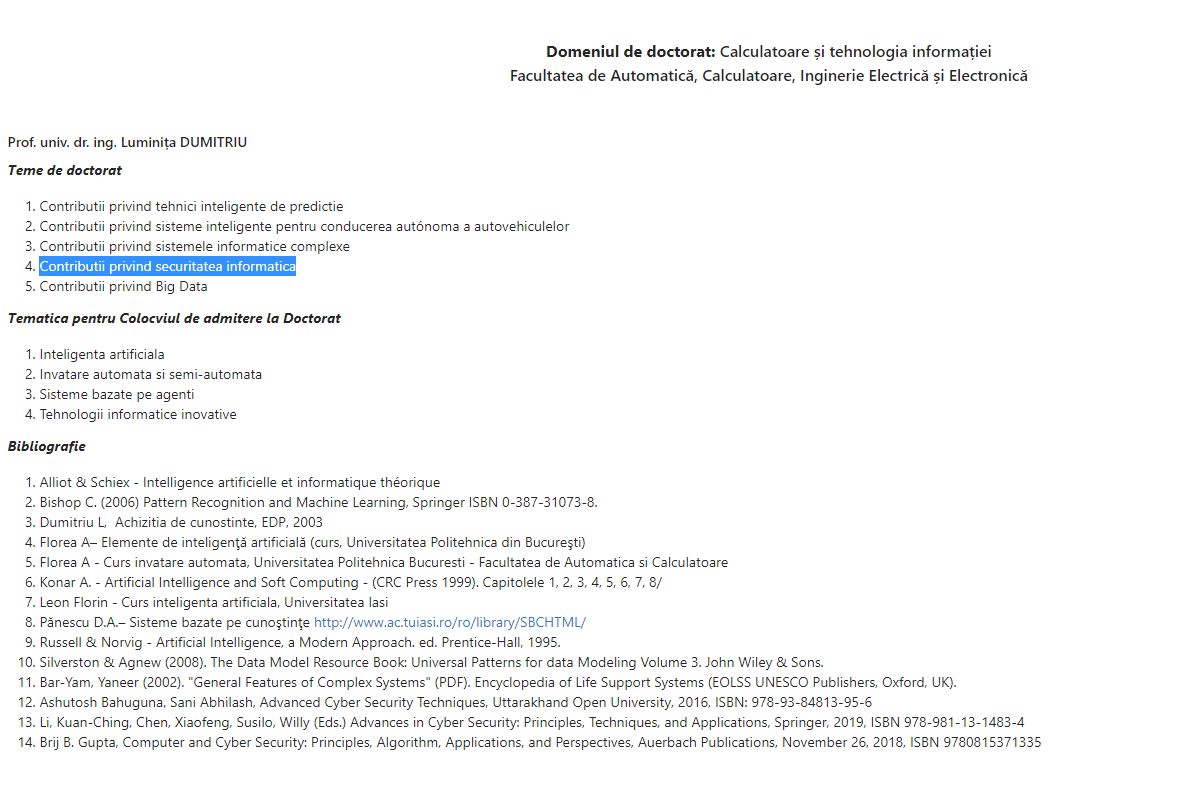 Domeniul de doctorat: Calculatoare și tehnologia informației
Facultatea de Automatică, Calculatoare, Inginerie Electrică și Electronică
Prof. univ. dr. ing. Luminița DUMITRIU
Teme de doctorat
1. Contributii privind tehnici inteligente de predictie
2. Contributii privind sisteme inteligente pentru conducerea autónoma a autovehiculelor
3. Contributii privind sistemele informatice complexe
4. Contributii privind securitatea informatica
5. Contributii privind Big Data
Tematica pentru Colocviul de admitere la Doctorat
1. Inteligenta artificiala
2. Invatare automata si semi-automata
3. Sisteme bazate pe agenti
4. Tehnologii informatice inovative
Bibliografie
1. Alliot & Schiex - Intelligence artificielle et informatique théorique
2. Bishop C. (2006) Pattern Recognition and Machine Learning, Springer ISBN 0-387-31073-8.
3. Dumitriu L,  Achizitia de cunostinte, EDP, 2003
4. Florea A– Elemente de inteligenţă artificială (curs, Universitatea Politehnica din Bucureşti)
5. Florea A - Curs invatare automata, Universitatea Politehnica Bucuresti - Facultatea de Automatica si Calculatoare
6. Konar A. - Artificial Intelligence and Soft Computing - (CRC Press 1999). Capitolele 1, 2, 3, 4, 5, 6, 7, 8/
7. Leon Florin - Curs inteligenta artificiala, Universitatea Iasi
8. Pănescu D.A.– Sisteme bazate pe cunoştinţe http://www.ac.tuiasi.ro/ro/library/SBCHTML/
9. Russell & Norvig - Artificial Intelligence, a Modern Approach. ed. Prentice-Hall, 1995.
10. Silverston & Agnew (2008). The Data Model Resource Book: Universal Patterns for data Modeling Volume 3. John Wiley & Sons.
11. Bar-Yam, Yaneer (2002). "General Features of Complex Systems" (PDF). Encyclopedia of Life Support Systems (EOLSS UNESCO Publishers, Oxford, UK).
12. Ashutosh Bahuguna, Sani Abhilash, Advanced Cyber Security Techniques, Uttarakhand Open University, 2016, ISBN: 978-93-84813-95-6
13. Li, Kuan-Ching, Chen, Xiaofeng, Susilo, Willy (Eds.) Advances in Cyber Security: Principles, Techniques, and Applications, Springer, 2019, ISBN 978-981-13-1483-4
14. Brij B. Gupta, Computer and Cyber Security: Principles, Algorithm, Applications, and Perspectives, Auerbach Publications, November 26, 2018, ISBN 9780815371335